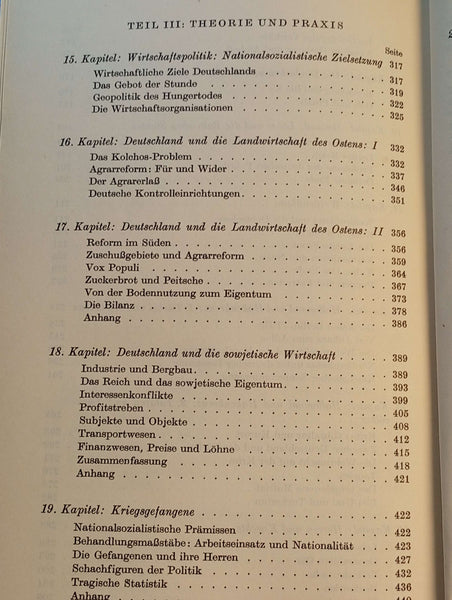 TEIL III: THEORIE UND PRAXIS
Seite
15. Kapitel: Wirtschaftspolitik: Nationalsozialistische Zielsetzung 317
Wirtschaftliche Ziele Deutschlands . . . . . . . . . . . 317
Das Gebot der Stunde . . . . . . . . . . . . . . . 319
Geopolitik des Hungertodes . . . . . . . . . . . . . 322
Die Wirtschaftsorganisationen . . . . . . . . . . . . 325
16. Kapitel: Deutschland und die Landwirtschaft des Ostens: I 332
Das Kolchos-Problem . . . . . . . . . . . . . . . 332
Agrarreform: Für und Wider . . . . . . . . . . . . . 337
Der Agrarerlaß . . . . . . . . . . . . . . . . . 346
Deutsche Kontrolleinrichtungen . . . . . . . . . . . . 351
17. Kapitel: Deutschland und die Landwirtschaft des Ostens: II 356
Reform im Süden . . . . . . . . . . . . . . . . 356
Zuschußgebiete und Agrarreform . . . . . . . . . . . 359
Vox Populi . . . . . . . . . . . . . . . . . . 364
Zuckerbrot und Peitsche . . . . . . . . . . . . . . 367
Von der Bodennutzung zum Eigentum . . . . . . . . . 373
Die Bilanz . . . . . . . . . . . . . . . . . . 378
Anhang . . . . . . . . . . . . . . . . . . . 386
18. Kapitel: Deutschland und die sowjetische Wirtschaft . . . . 389
Industrie und Bergbau . . . . . . . . . . . . . . . 389
Das Reich und das sowjetische Eigentum . . . . . . . . 393
Interessenkonflikte . . . . . . . . . . . . . . . . 399
Profitstreben . . . . . . . . . . . . . . . . . . 405
Subjekte und Objekte . . . . . . . . . . . . . . . 408
Transportwesen . . . . . . . . . . . . . . . . . 412
Finanzwesen, Preise und Löhne . . . . . . . . . . . . 415
Zusammenfassung . . . . . . . . . . . . . . . . 418
Anhang . . . . . . . . . . . . . . . . . . . 421
19. Kapitel: Kriegsgefangene . . . . . . . . . . . . . 422
Nationalsozialistische Prämissen . . . . . . . . . . . 422
Behandlungsmaßstäbe: Arbeitseinsatz und Nationalität . . . 423
Die Gefangenen und ihre Herren . . . . . . . . . . . 427
Schachfiguren der Politik . . . . . . . . . . . . . . 432
Tragische Statistik . . . . . . . . . . . . . . . . 436
Anhang